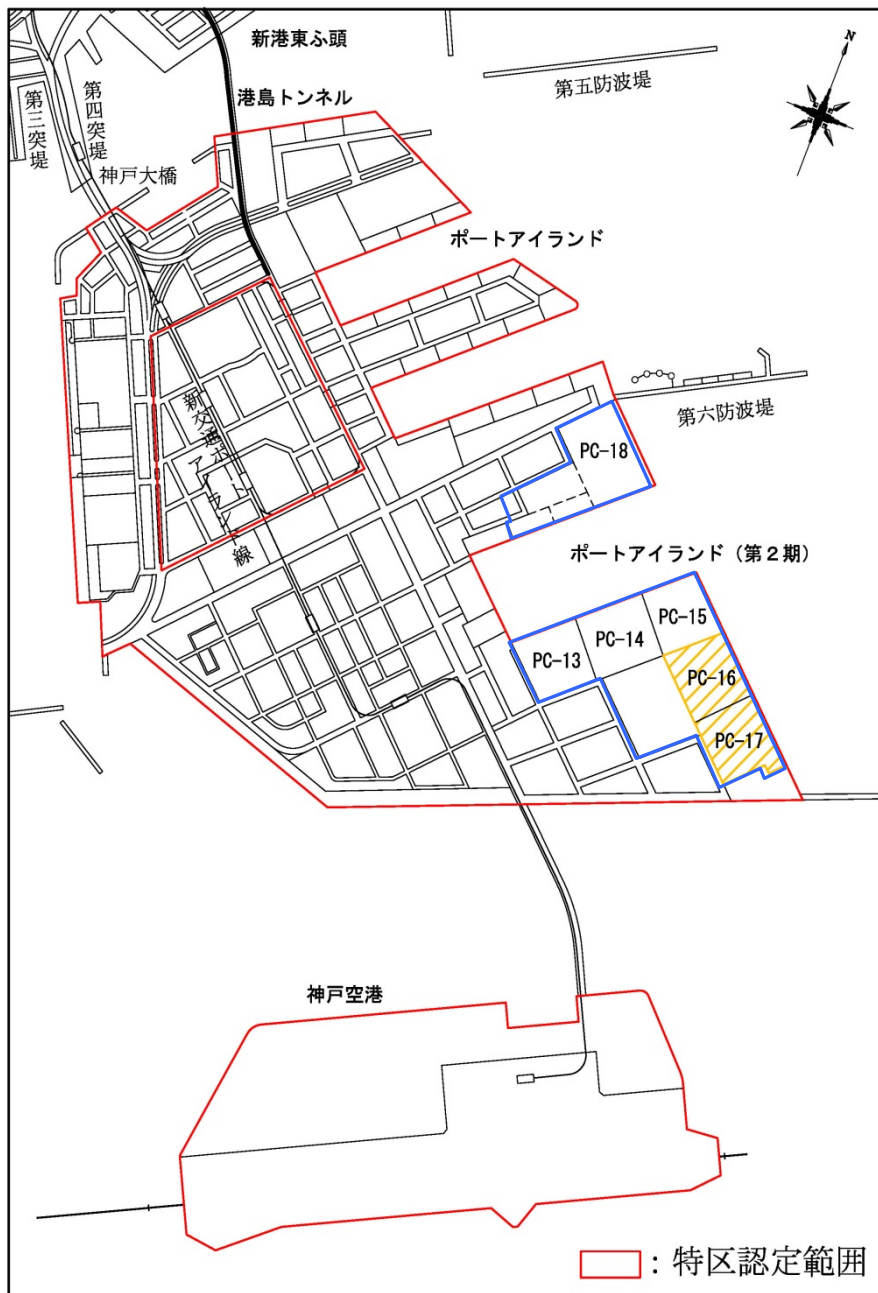 新港東ふ頭
N
第五防波堤
港島トンネル
第四突堤
第三突堤
神戸大橋
ポートアイランド
第六防波堤
新交通ポートアイランド線
PC-18
ポートアイランド（第２期）
PC-15
PC-14
PC-13
PC-16
PC-17
神戸空港
：特区認定範囲